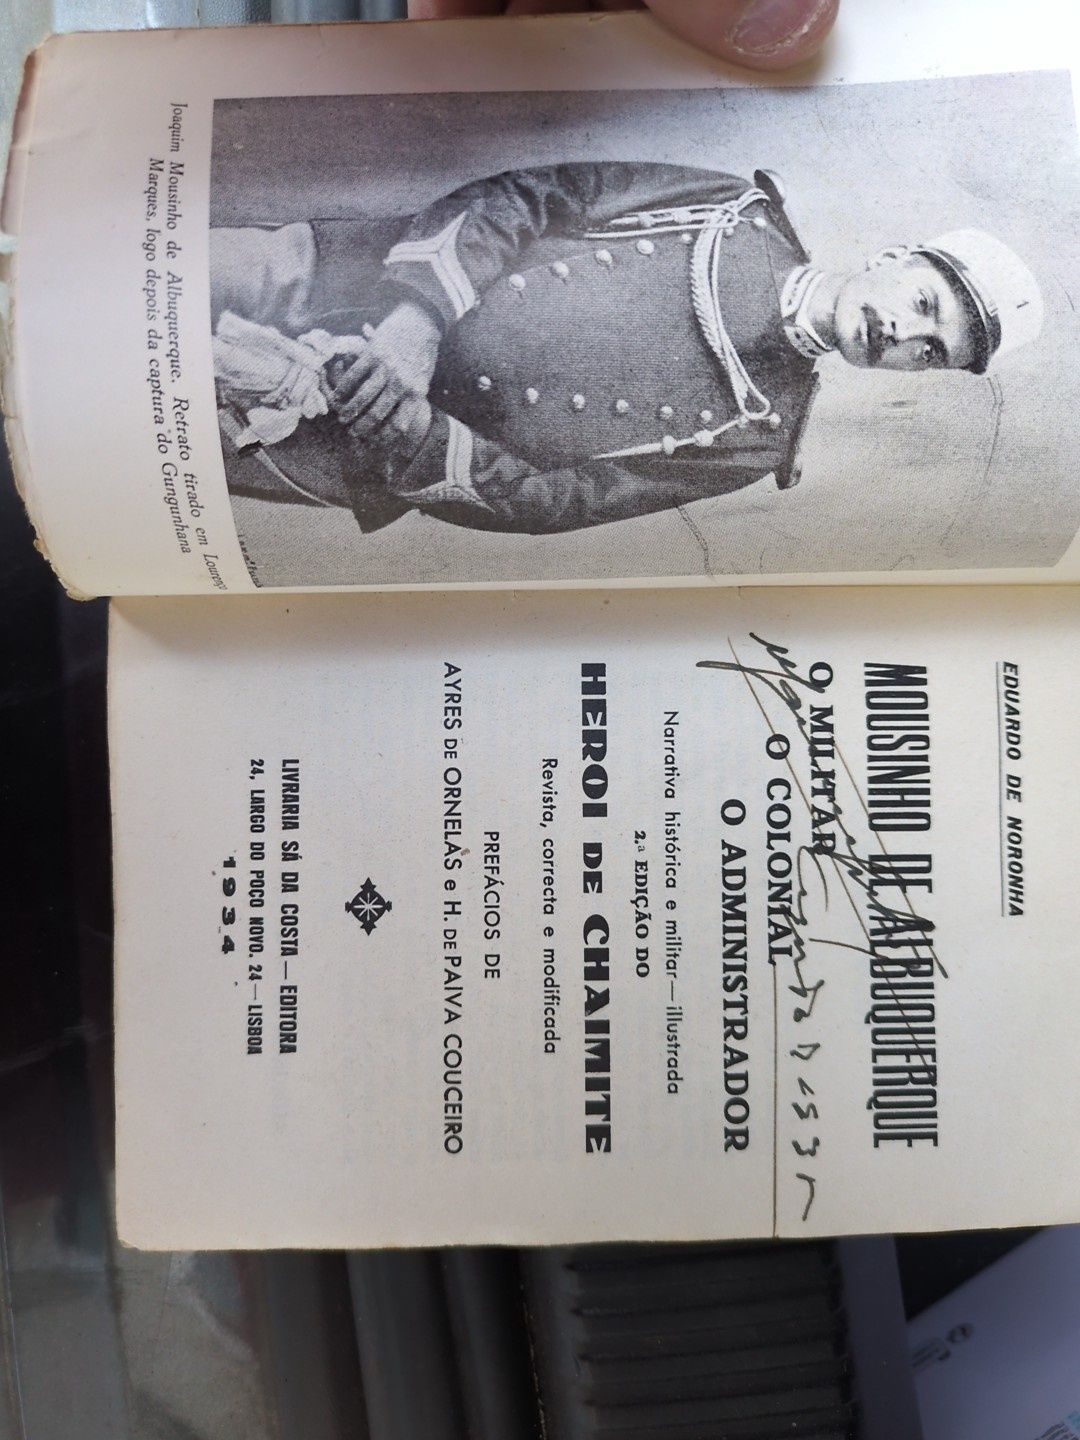 Joaquim Mousinho de Albuquerque. Retrato tirado em Lourenço
Marques, logo depois da captura do Gungunhana
EDUARDO DE NORONHA
MOUSINHO DE ALBUQUERQUE
O MILITAR
O COLONIAL
O ADMINISTRADOR
Narrativa histórica e militar — illustrada
2.ª EDIÇÃO DO
HEROI DE CHAIMITE
Revista, correcta e modificada
PREFÁCIOS DE
AYRES DE ORNELAS e H. DE PAIVA COUCEIRO
LIVRARIA SÁ DA COSTA — EDITORA
24, LARGO DO POÇO NOVO, 24 — LISBOA
1934